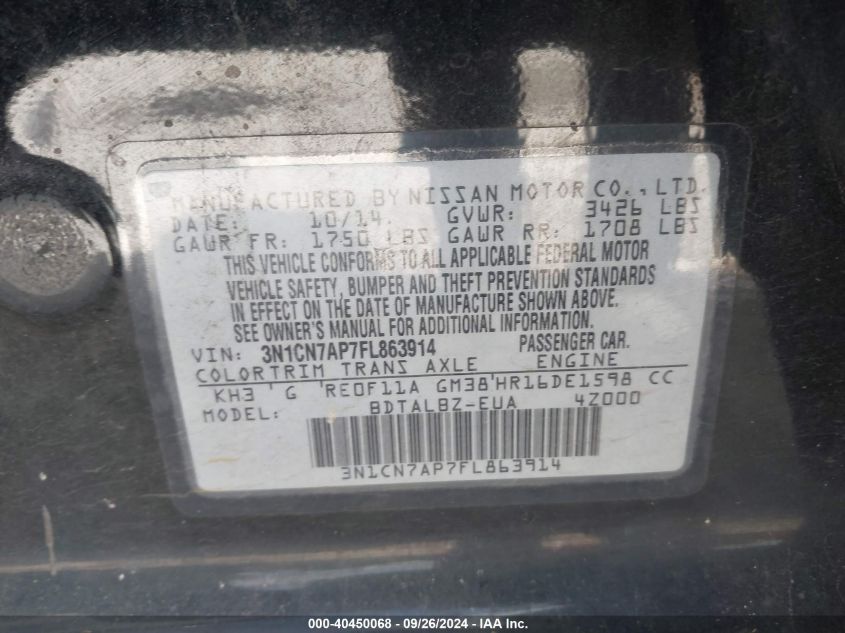 MANUFACTURED BY NISSAN MOTOR CO., LTD.
DATE: 10/14. GVWR: 3426 LBS
GAWR FR: 1750 LBS GAWR RR: 1708 LBS
THIS VEHICLE CONFORMS TO ALL APPLICABLE FEDERAL MOTOR
VEHICLE SAFETY, BUMPER AND THEFT PREVENTION STANDARDS
IN EFFECT ON THE DATE OF MANUFACTURE SHOWN ABOVE.
SEE OWNER'S MANUAL FOR ADDITIONAL INFORMATION.
VIN: 3N1CN7AP7FL863914 PASSENGER CAR.
COLOR TRIM TRANS AXLE ENGINE
KH3 ' G 'RE0F11A GM38'HR16DE1598 CC
MODEL: BDTALBZ-EUA 4Z000
3N1CN7AP7FL863914
000-40450068 - 09/26/2024 - Copyright © IAA, Inc.